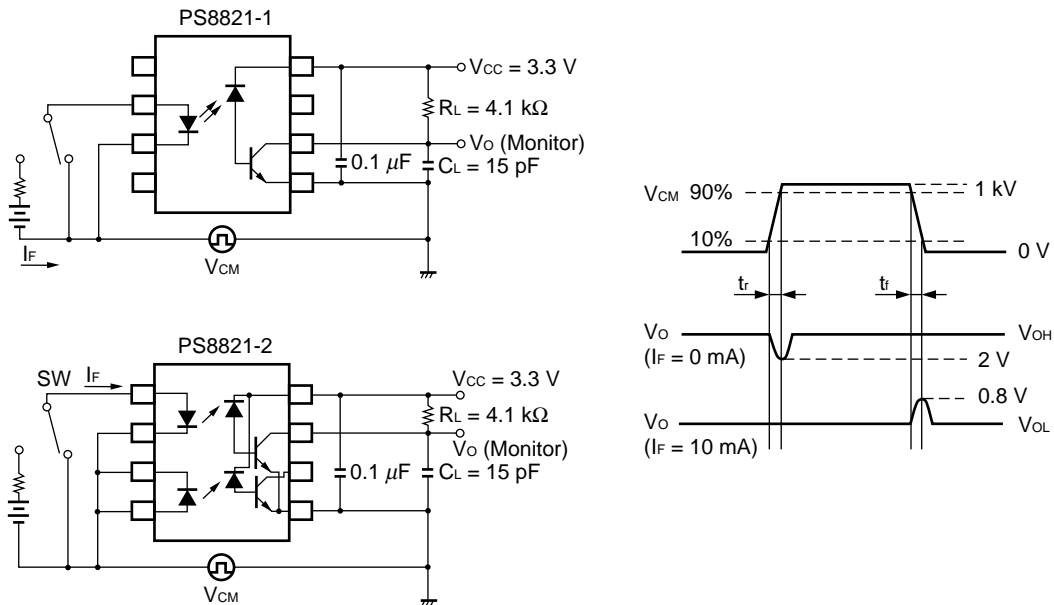 PS8821-1
VCC = 3.3 V
RL = 4.1 kΩ
VO (Monitor)
0.1 μF
CL = 15 pF
IF
VCM
PS8821-2
SW
IF
VCC = 3.3 V
RL = 4.1 kΩ
VO (Monitor)
0.1 μF
CL = 15 pF
VCM
VCM 90%
1 kV
10%
0 V
tr
tf
VO
(IF = 0 mA)
VOH
2 V
0.8 V
VO
(IF = 10 mA)
VOL